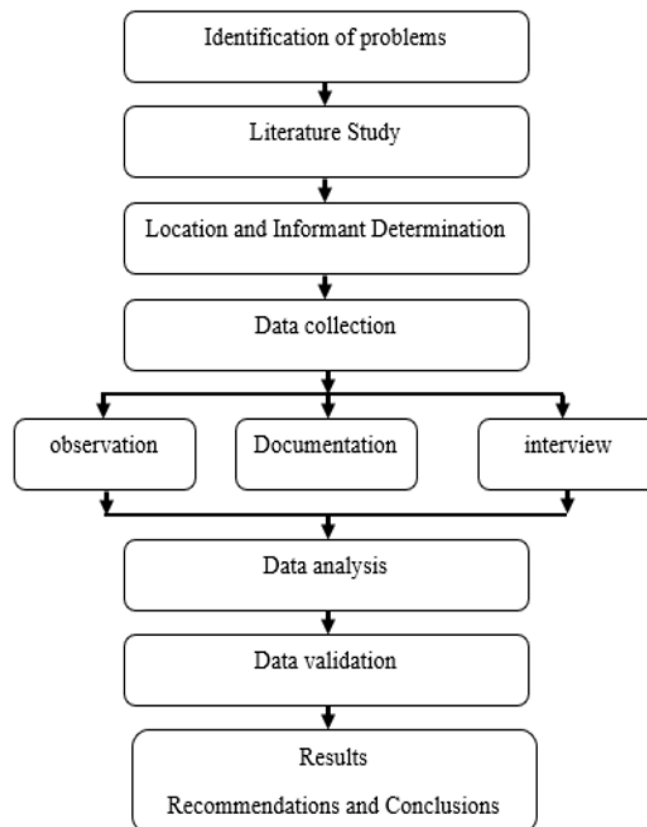 Identification of problems
Literature Study
Location and Informant Determination
Data collection
observation
Documentation
interview
Data analysis
Data validation
Results
Recommendations and Conclusions